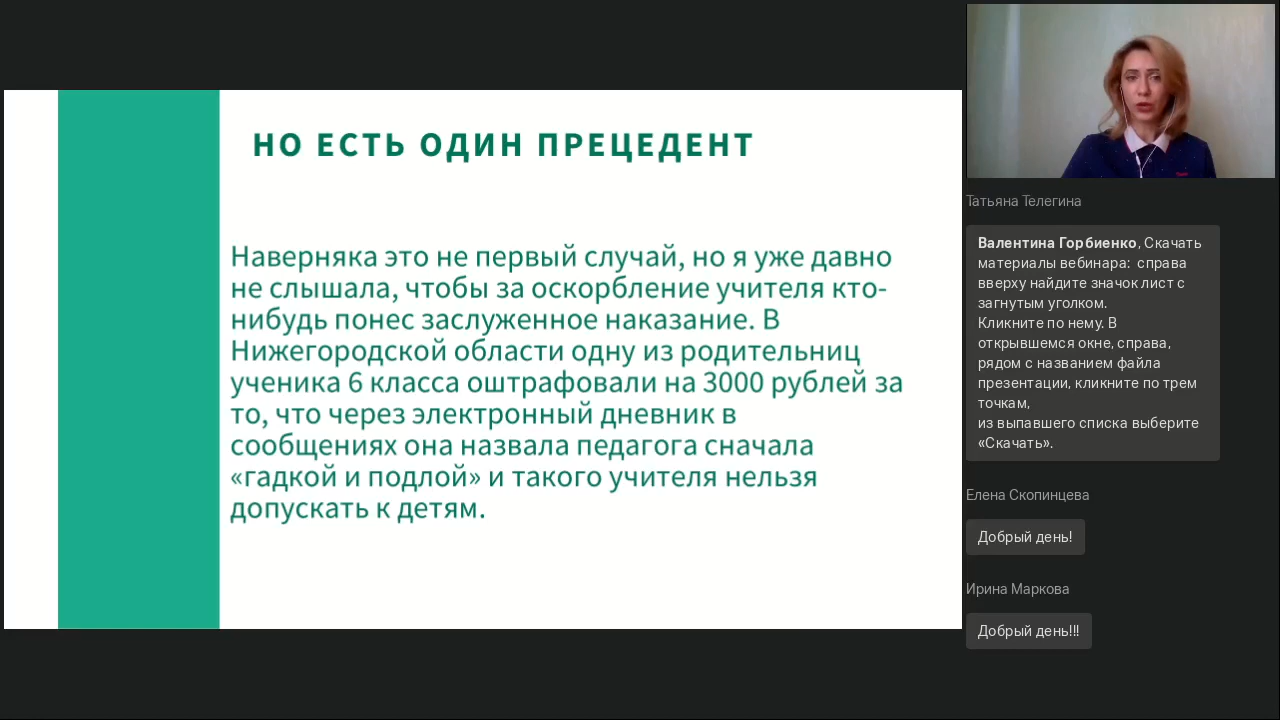 НО ЕСТЬ ОДИН ПРЕЦЕДЕНТ
Наверняка это не первый случай, но я уже давно
не слышала, чтобы за оскорбление учителя кто-
нибудь понес заслуженное наказание. В
Нижегородской области одну из родительниц
ученика 6 класса оштрафовали на 3000 рублей за
то, что через электронный дневник в
сообщениях она назвала педагога сначала
«гадкой и подлой» и такого учителя нельзя
допускать к детям.
Татьяна Телегина
Валентина Горбиенко, Скачать
материалы вебинара: справа
вверху найдите значок лист с
загнутым уголком.
Кликните по нему. В
открывшемся окне, справа,
рядом с названием файла
презентации, кликните по трем
точкам,
из выпавшего списка выберите
«Скачать».
Елена Скопинцева
Добрый день!
Ирина Маркова
Добрый день!!!